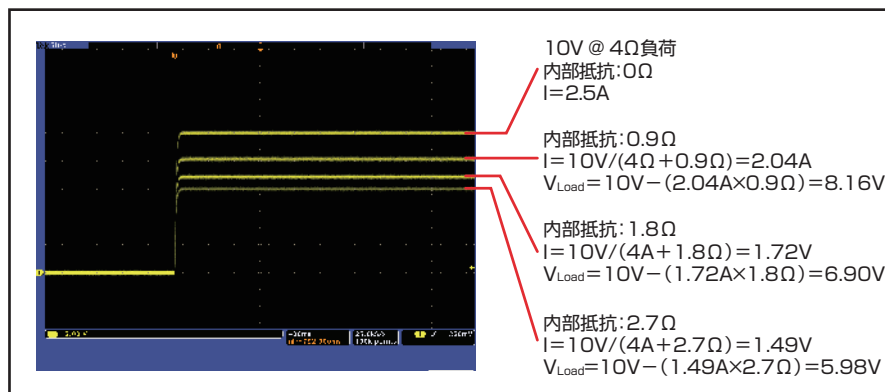 10V @ 4Ω負荷
内部抵抗:0Ω
I=2.5A
内部抵抗:0.9Ω
I=10V/(4Ω+0.9Ω)=2.04A
VLoad=10V−(2.04A×0.9Ω)=8.16V
内部抵抗:1.8Ω
I=10V/(4A+1.8Ω)=1.72V
VLoad=10V−(1.72A×1.8Ω)=6.90V
内部抵抗:2.7Ω
I=10V/(4A+2.7Ω)=1.49V
VLoad=10V−(1.49A×2.7Ω)=5.98V